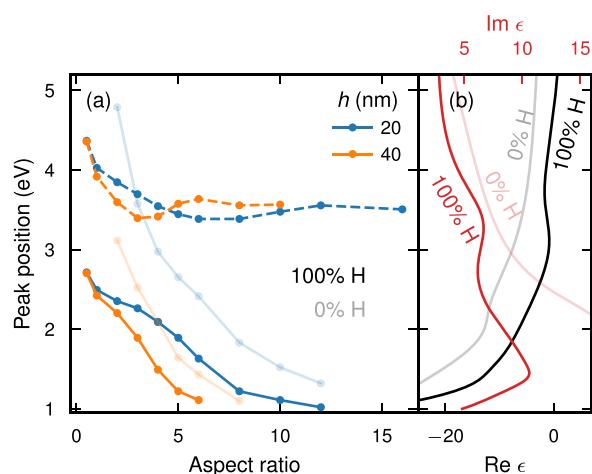 Im ϵ
5 10 15
(a)
h (nm)
20
40
100% H
0% H
5
4
3
2
1
Peak position (eV)
0 5 10 15
Aspect ratio
(b)
0% H
100% H
100% H
0% H
−20 0
Re ϵ